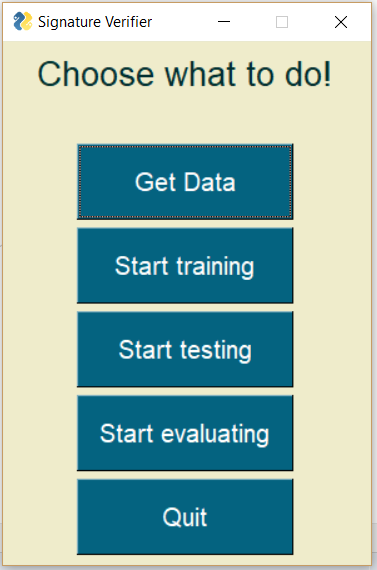 Signature Verifier
Choose what to do!
Get Data
Start training
Start testing
Start evaluating
Quit